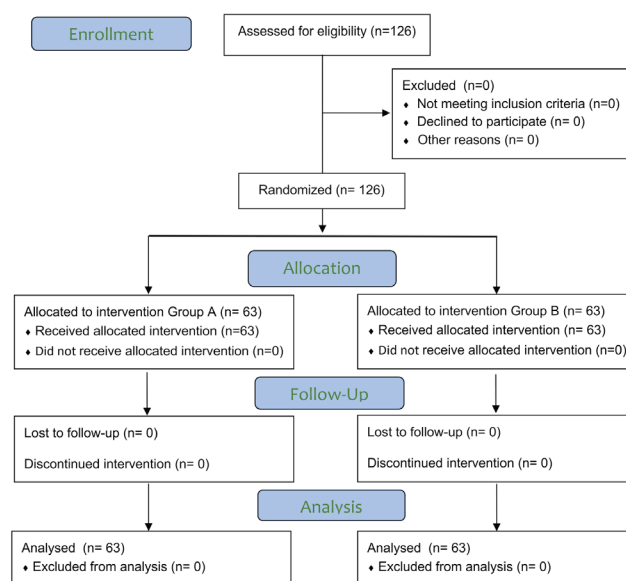 Enrollment
Assessed for eligibility (n=126)
Excluded (n=0)
♦ Not meeting inclusion criteria (n=0)
♦ Declined to participate (n= 0)
♦ Other reasons (n= 0)
Randomized (n= 126)
Allocation
Allocated to intervention Group A (n= 63)
♦ Received allocated intervention (n=63)
♦ Did not receive allocated intervention (n=0)
Allocated to intervention Group B (n= 63)
♦ Received allocated intervention (n= 63)
♦ Did not receive allocated intervention (n=0)
Follow-Up
Lost to follow-up (n= 0)
Discontinued intervention (n= 0)
Lost to follow-up (n= 0)
Discontinued intervention (n= 0)
Analysis
Analysed (n= 63)
♦ Excluded from analysis (n= 0)
Analysed (n= 63)
♦ Excluded from analysis (n= 0)